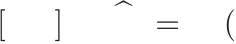 [ ] ^ = (